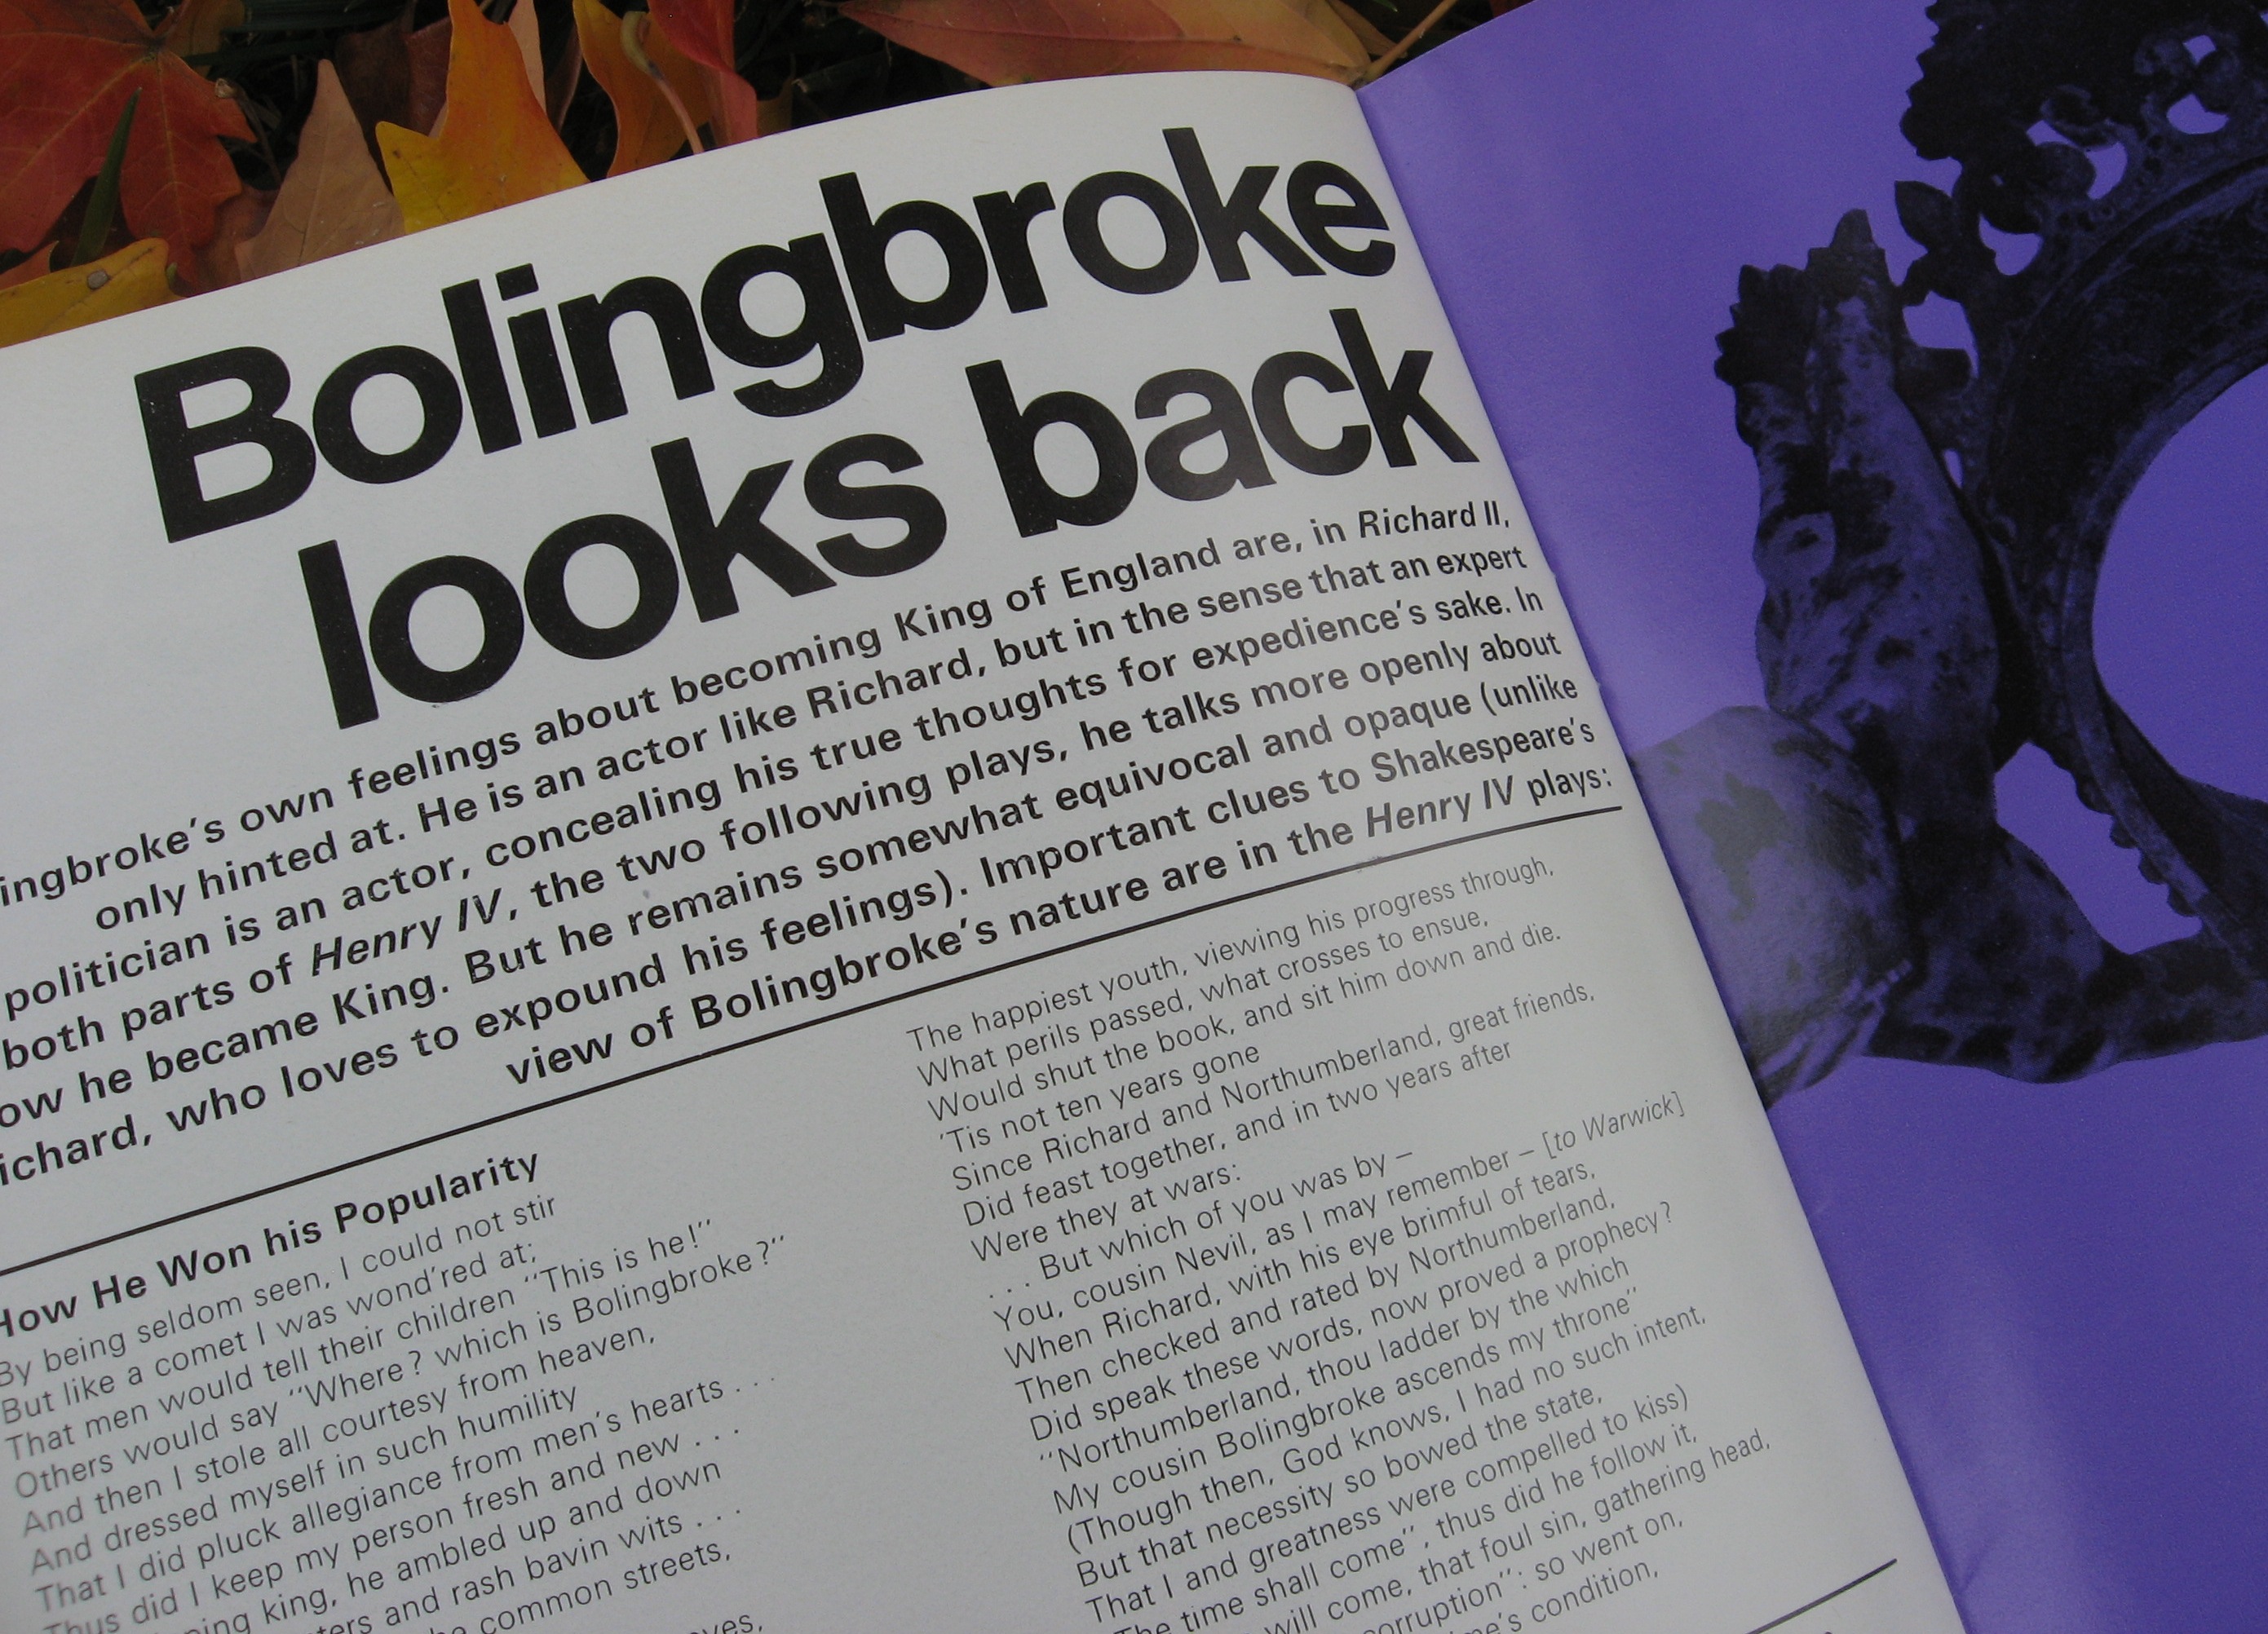 Bolingbroke
looks back
ingbroke's own feelings about becoming King of England are, in Richard II,
only hinted at. He is an actor like Richard, but in the sense that an expert
politician is an actor, concealing his true thoughts for expedience's sake. In
both parts of Henry IV, the two following plays, he talks more openly about
ow he became King. But he remains somewhat equivocal and opaque (unlike
ichard, who loves to expound his feelings). Important clues to Shakespeare's
view of Bolingbroke's nature are in the Henry IV plays:
How He Won his Popularity
By being seldom seen, I could not stir
But like a comet I was wond'red at;
That men would tell their children "This is he!"
Others would say "Where? which is Bolingbroke?"
And then I stole all courtesy from heaven,
And dressed myself in such humility
That I did pluck allegiance from men's hearts . . .
Thus did I keep my person fresh and new . . .
ping king, he ambled up and down
ters and rash bavin wits . . .
common streets,
eyes,
The happiest youth, viewing his progress through,
What perils passed, what crosses to ensue,
Would shut the book, and sit him down and die.
'Tis not ten years gone
Since Richard and Northumberland, great friends,
Did feast together, and in two years after
Were they at wars:
. . . But which of you was by –
You, cousin Nevil, as I may remember – [to Warwick]
When Richard, with his eye brimful of tears,
Then checked and rated by Northumberland,
Did speak these words, now proved a prophecy?
"Northumberland, thou ladder by the which
My cousin Bolingbroke ascends my throne"
(Though then, God knows, I had no such intent,
But that necessity so bowed the state,
That I and greatness were compelled to kiss)
The time shall come", thus did he follow it,
will come, that foul sin, gathering head,
corruption": so went on,
me's condition,